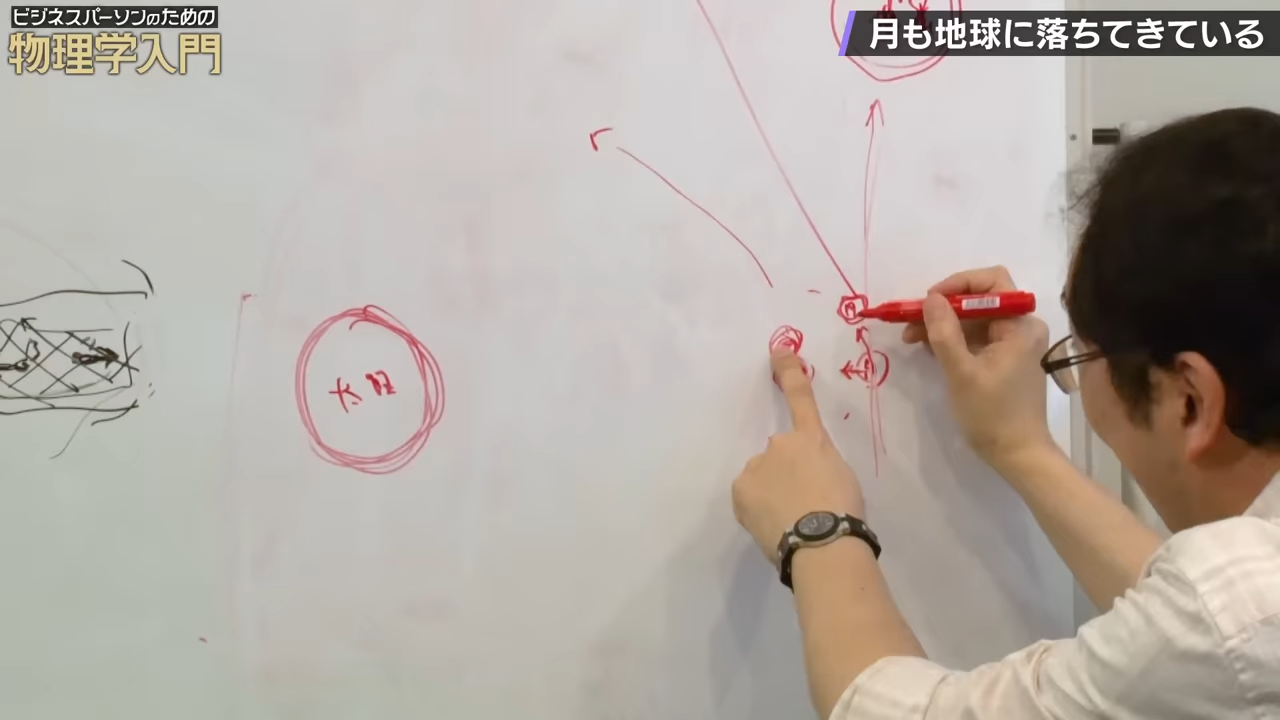 ビジネスパーソンのための
物理学入門
月も地球に落ちてきている
太陽
月